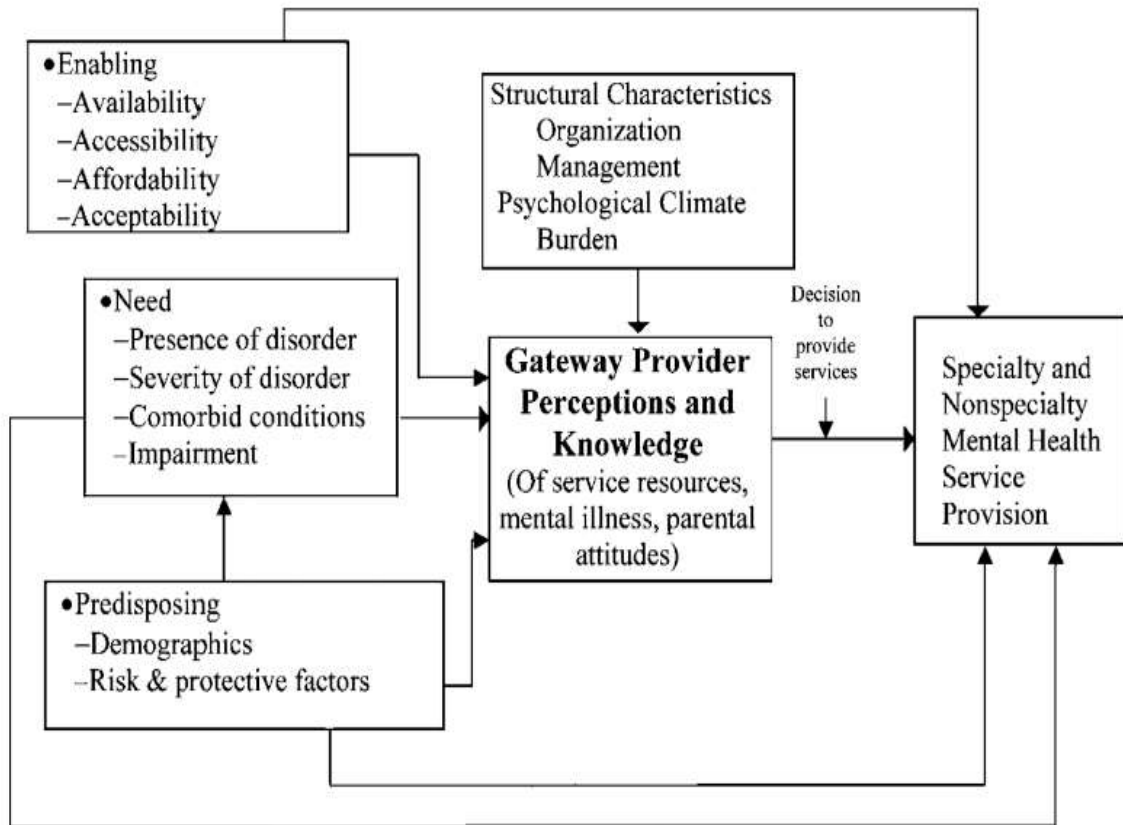 •Enabling
–Availability
–Accessibility
–Affordability
–Acceptability
Structural Characteristics
Organization
Management
Psychological Climate
Burden
•Need
–Presence of disorder
–Severity of disorder
–Comorbid conditions
–Impairment
Gateway Provider
Perceptions and
Knowledge
(Of service resources,
mental illness, parental
attitudes)
Decision
to
provide
services
Specialty and
Nonspecialty
Mental Health
Service
Provision
•Predisposing
–Demographics
–Risk & protective factors